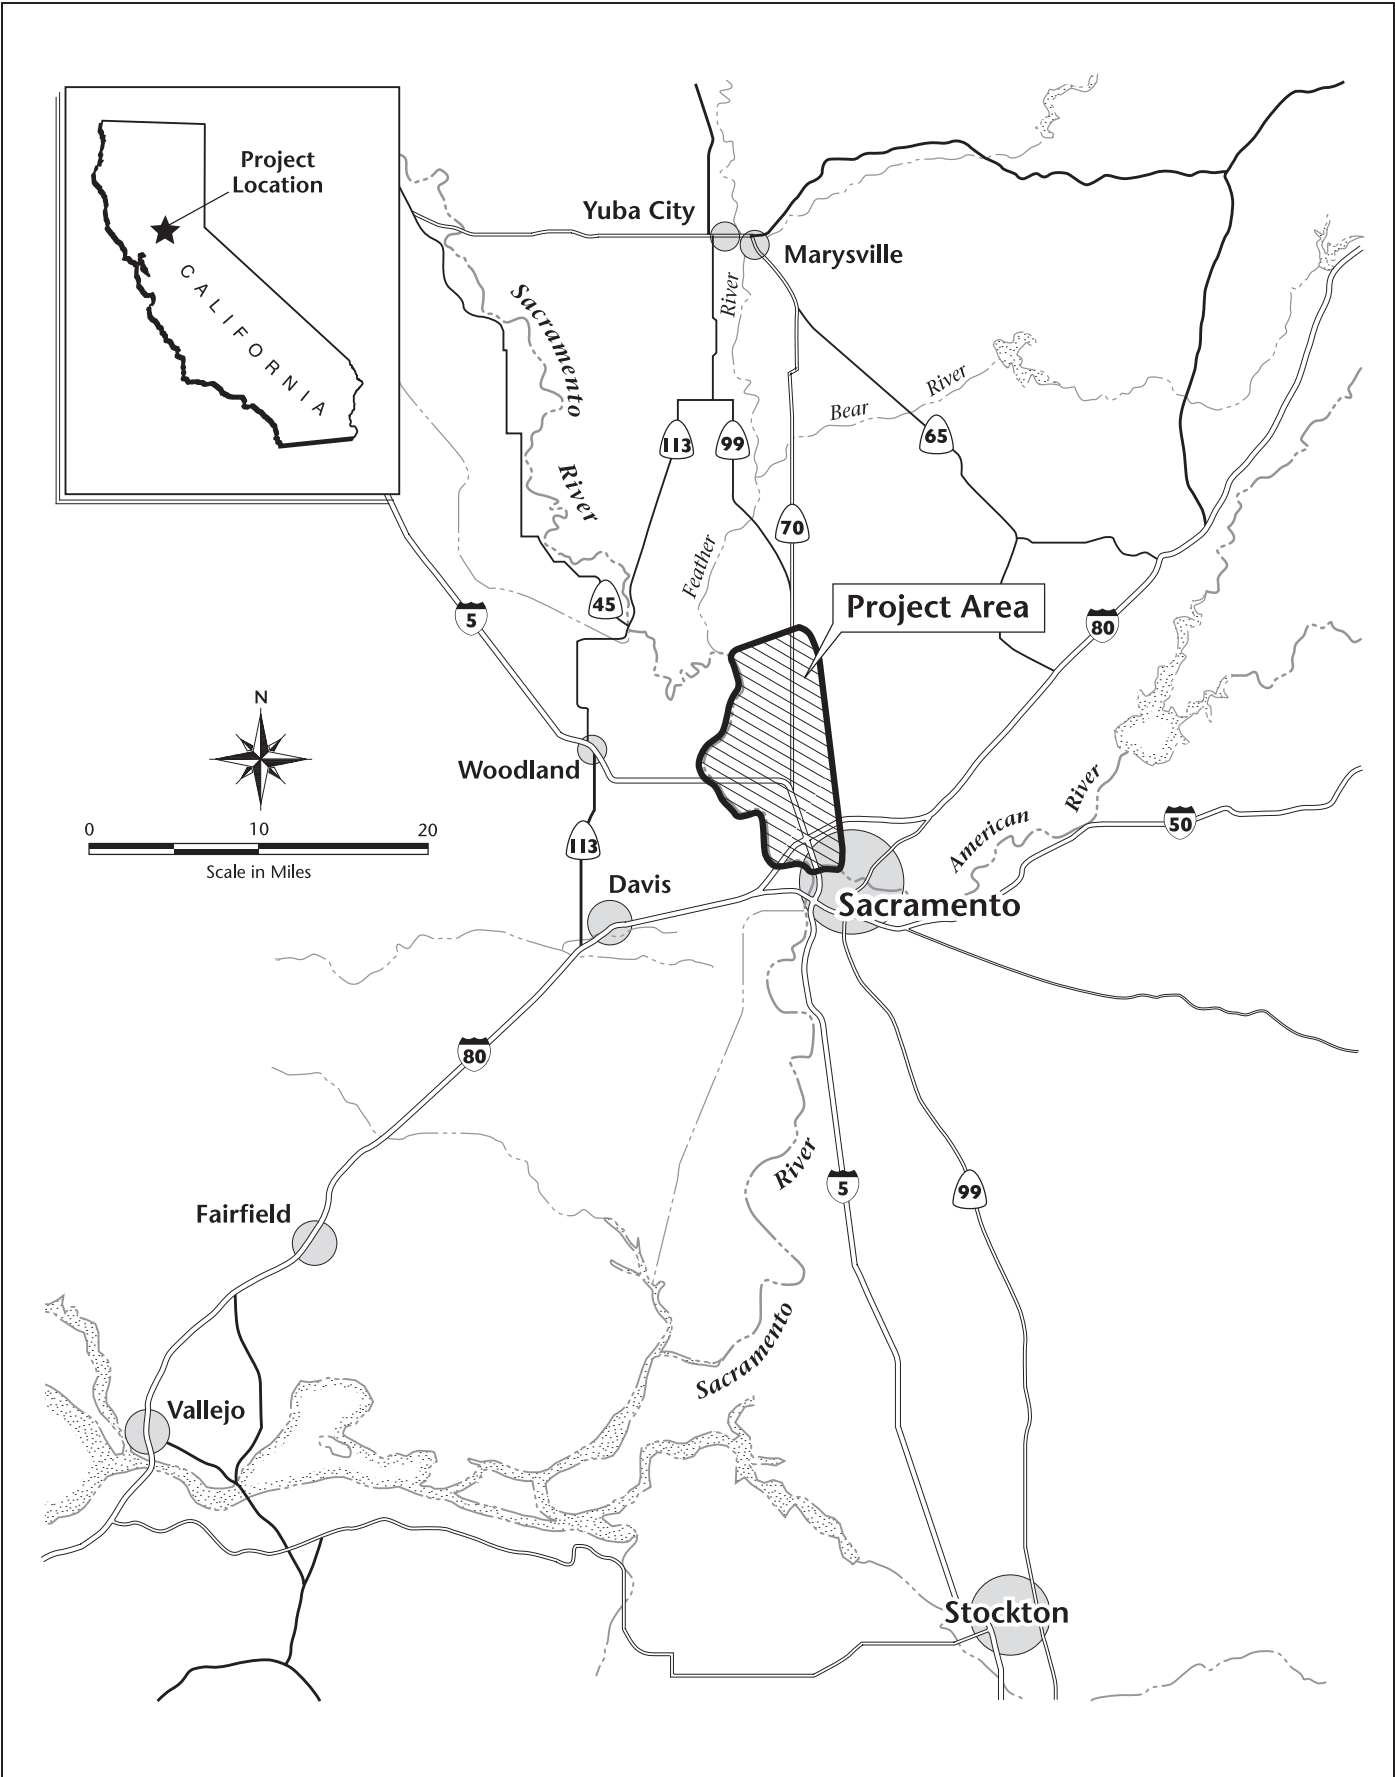 Project
Location
CALIFORNIA
Yuba City
Marysville
Sacramento
River
River
Bear
River
65
113
99
70
Feather
45
5
Project Area
80
N
Woodland
0
10
20
Scale in Miles
113
River
American
50
Davis
Sacramento
80
River
5
99
Fairfield
Sacramento
Vallejo
Stockton